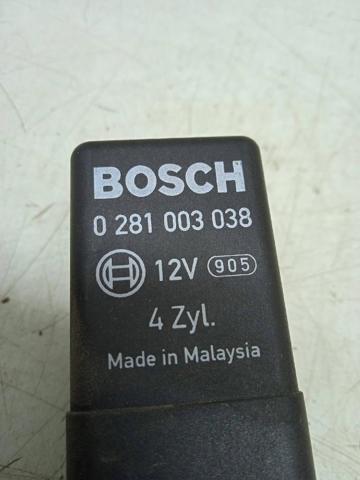 BOSCH
0 281 003 038
12V 905
4 Zyl.
Made in Malaysia